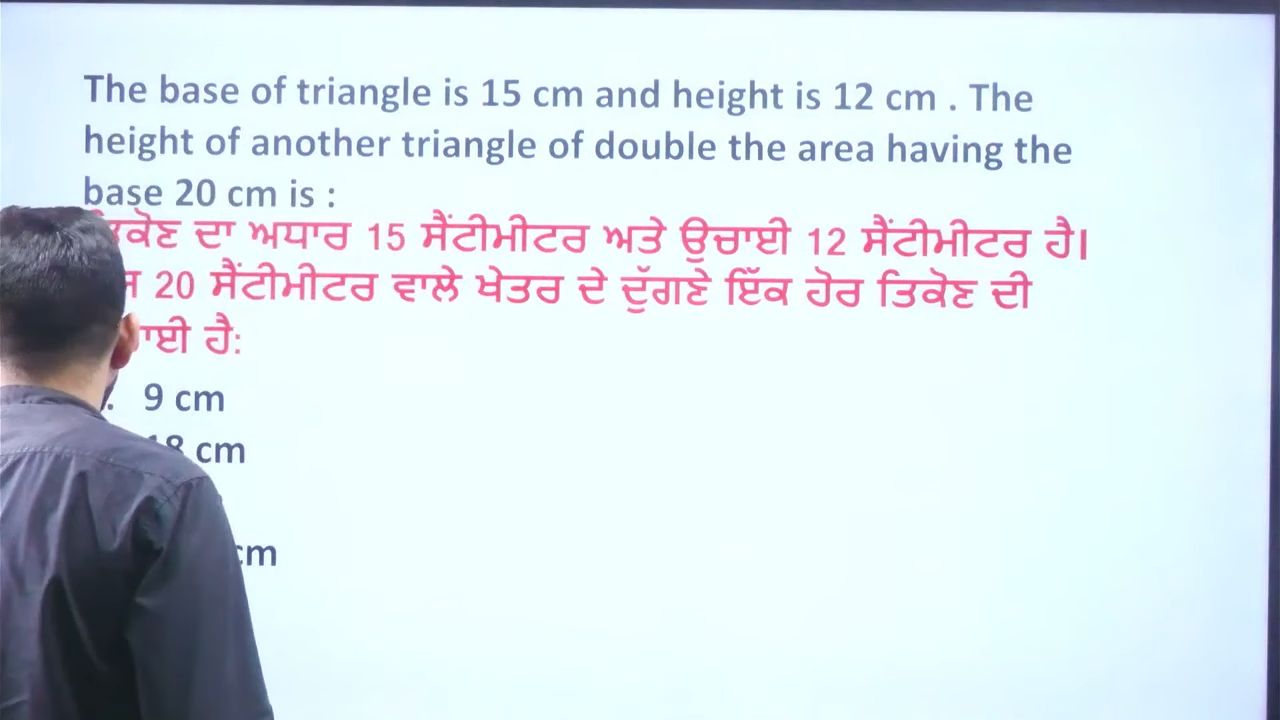 The base of triangle is 15 cm and height is 12 cm . The
height of another triangle of double the area having the
base 20 cm is :
ਦਾ ਅਧਾਰ 15 ਸੈਂਟੀਮੀਟਰ ਅਤੇ ਉਚਾਈ 12 ਸੈਂਟੀਮੀਟਰ ਹੈ।
20 ਸੈਂਟੀਮੀਟਰ ਵਾਲੇ ਖੇਤਰ ਦੇ ਦੁੱਗਣੇ ਇੱਕ ਹੋਰ ਤਿਕੋਣ ਦੀ
ਹੈ:
9 cm
18 cm
cm